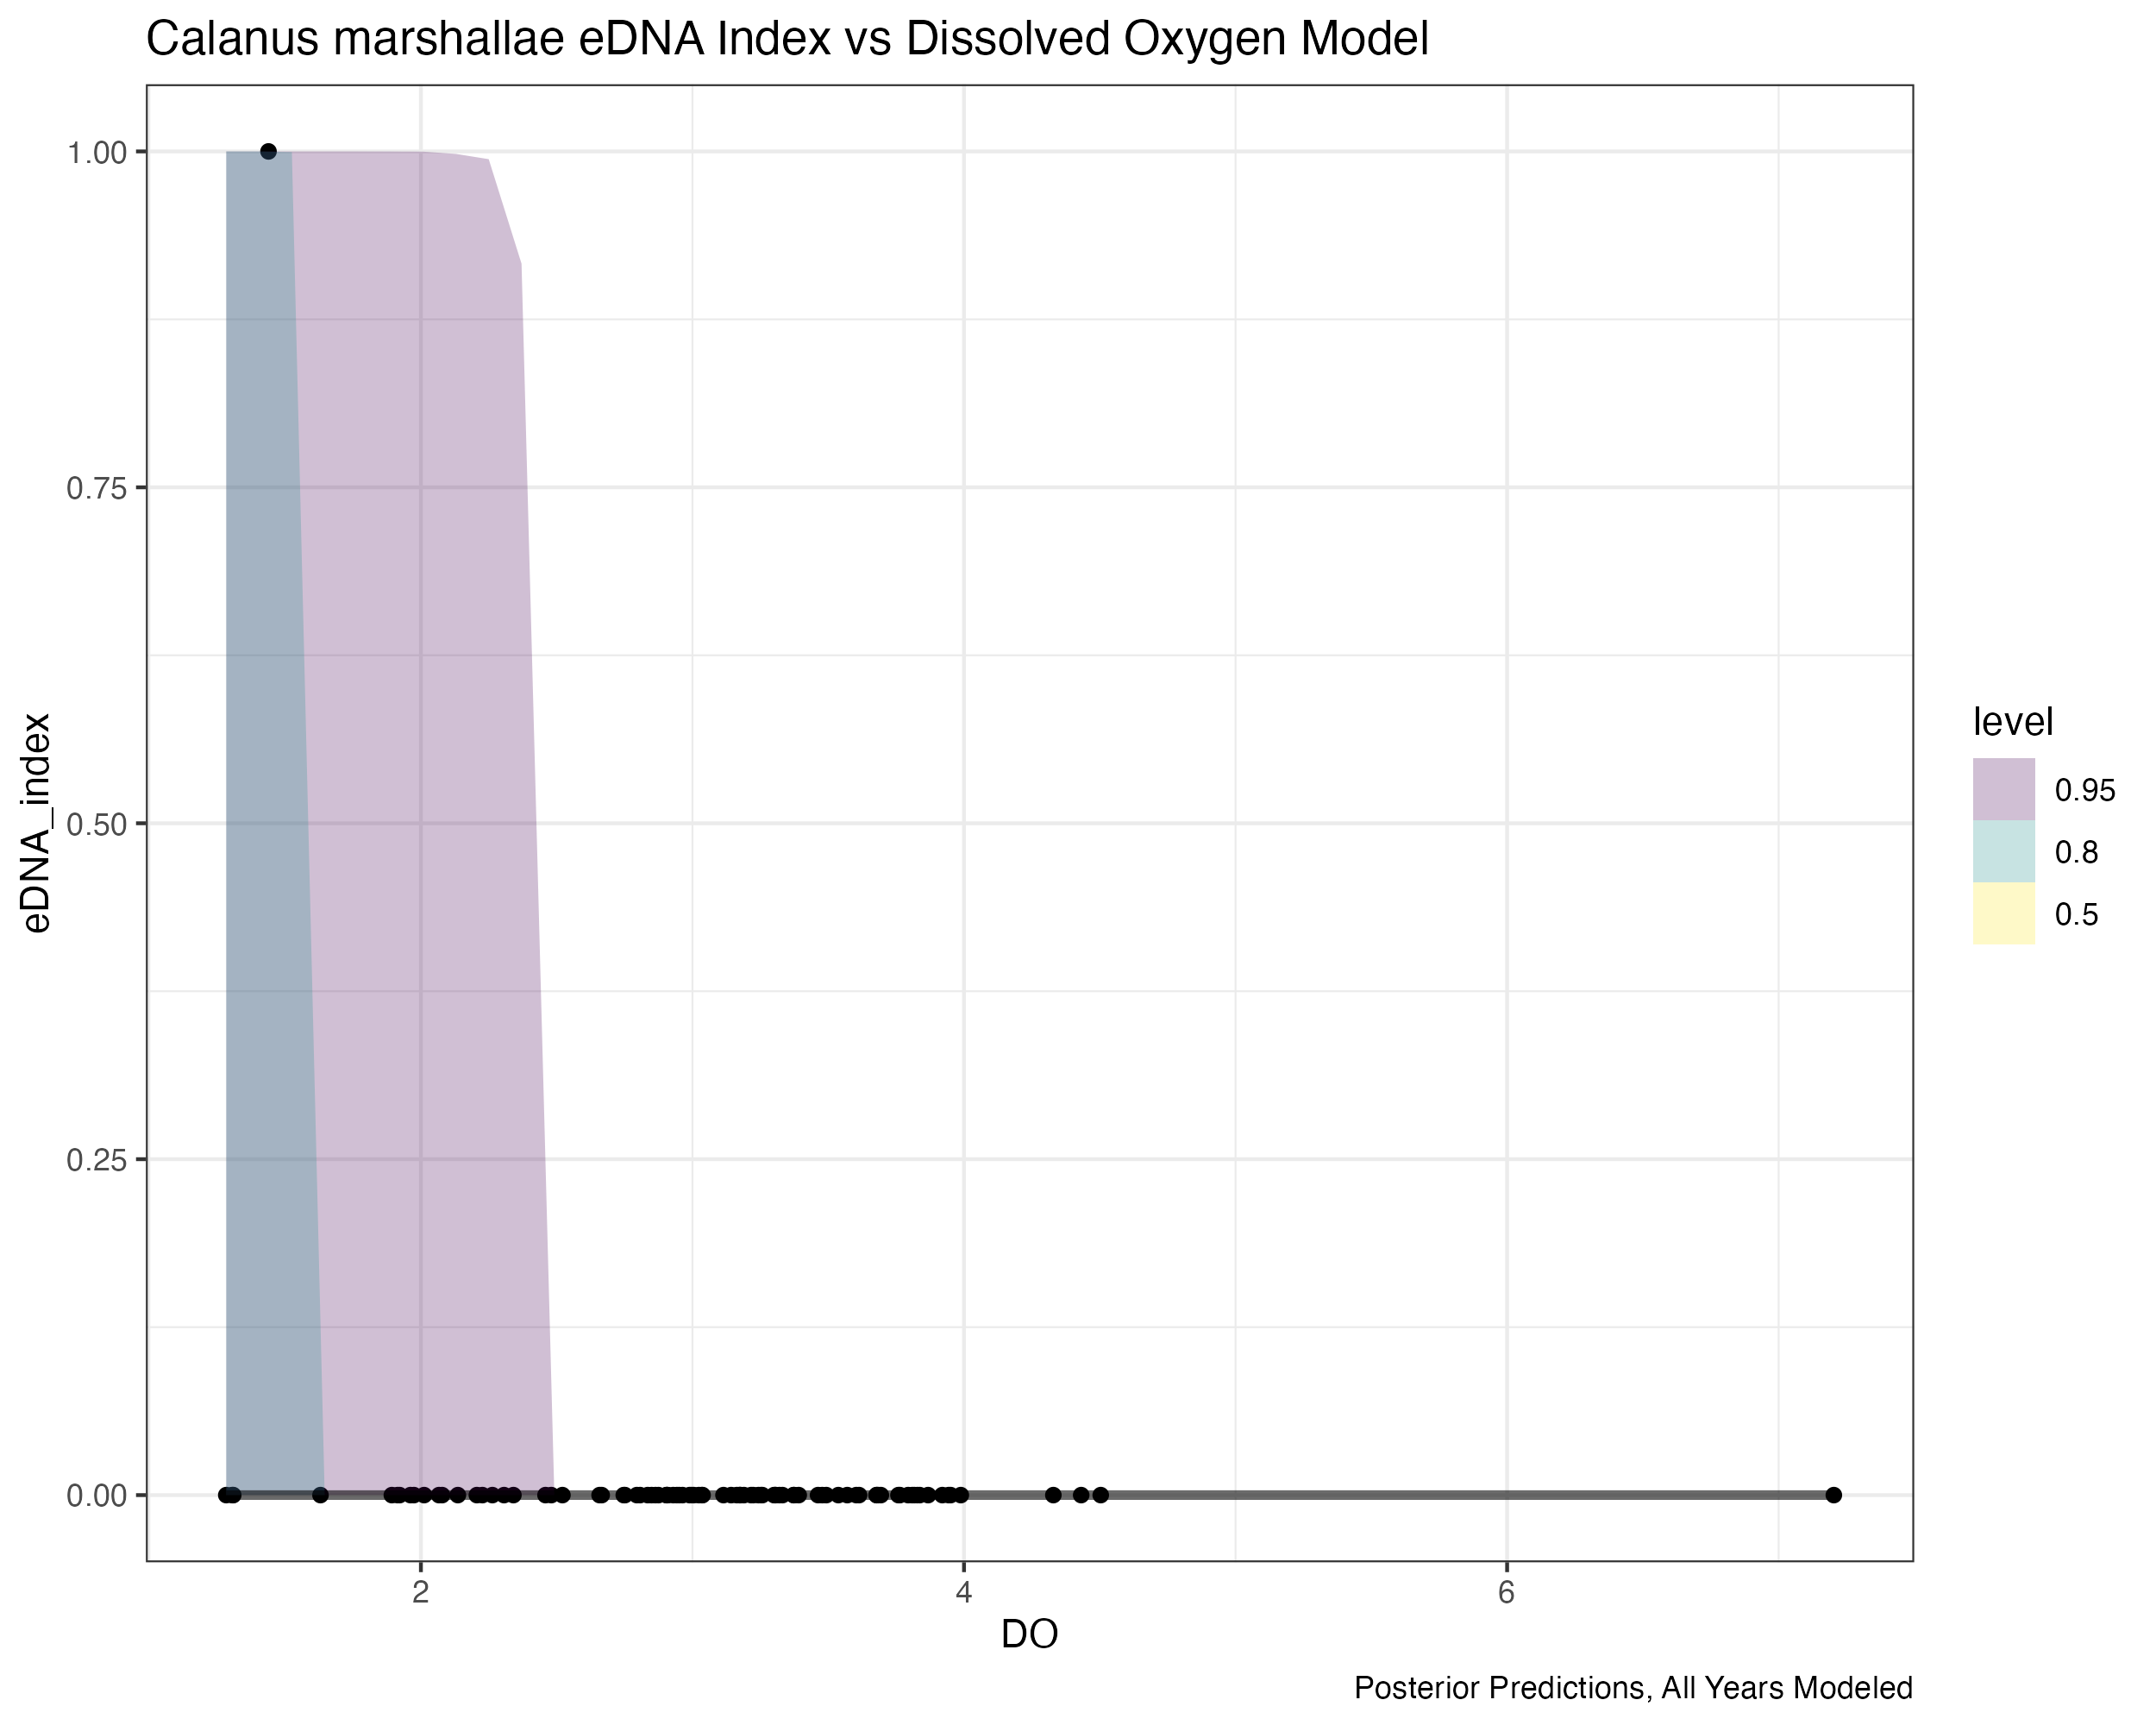 Calanus marshallae eDNA Index vs Dissolved Oxygen Model
1.00
0.75
0.50
0.25
0.00
eDNA_index
2 4 6
DO
level
0.95
0.8
0.5
Posterior Predictions, All Years Modeled